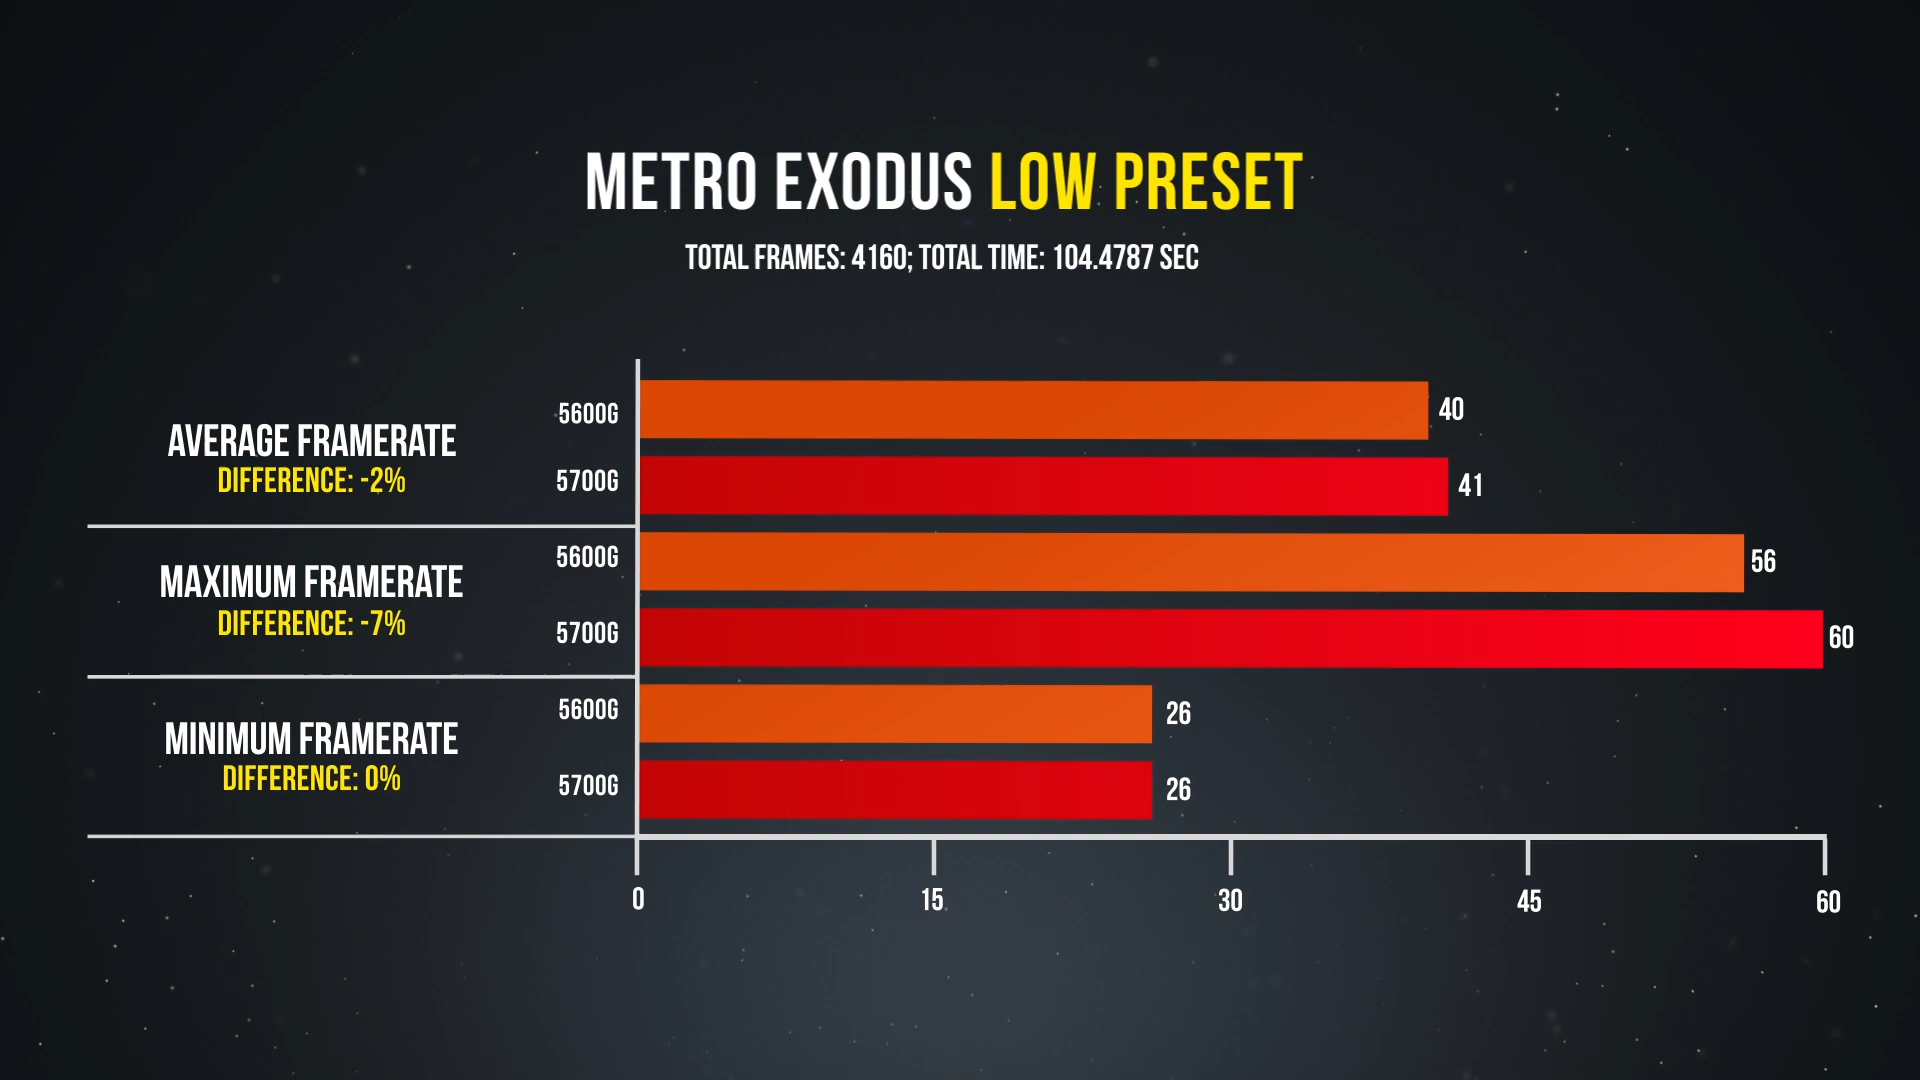 METRO EXODUS LOW PRESET
TOTAL FRAMES: 4160; TOTAL TIME: 104.4787 SEC
AVERAGE FRAMERATE
DIFFERENCE: -2%
5600G
40
5700G
41
MAXIMUM FRAMERATE
DIFFERENCE: -7%
5600G
56
5700G
60
MINIMUM FRAMERATE
DIFFERENCE: 0%
5600G
26
5700G
26
0 15 30 45 60